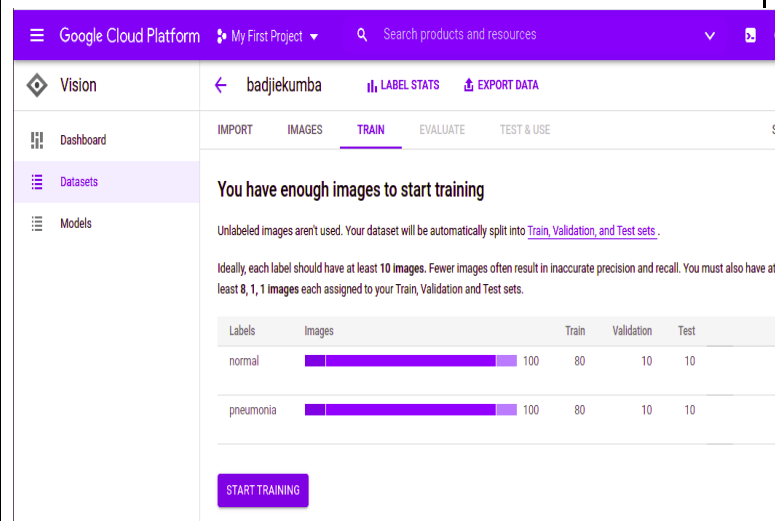 Google Cloud Platform My First Project Search products and resources
Vision badjiekumba LABEL STATS EXPORT DATA
IMPORT IMAGES TRAIN EVALUATE TEST & USE S
Dashboard
Datasets
Models
You have enough images to start training
Unlabeled images aren't used. Your dataset will be automatically split into Train, Validation, and Test sets .
Ideally, each label should have at least 10 images. Fewer images often result in inaccurate precision and recall. You must also have at
least 8, 1, 1 images each assigned to your Train, Validation and Test sets.
Labels Images Train Validation Test
normal 100 80 10 10
pneumonia 100 80 10 10
START TRAINING